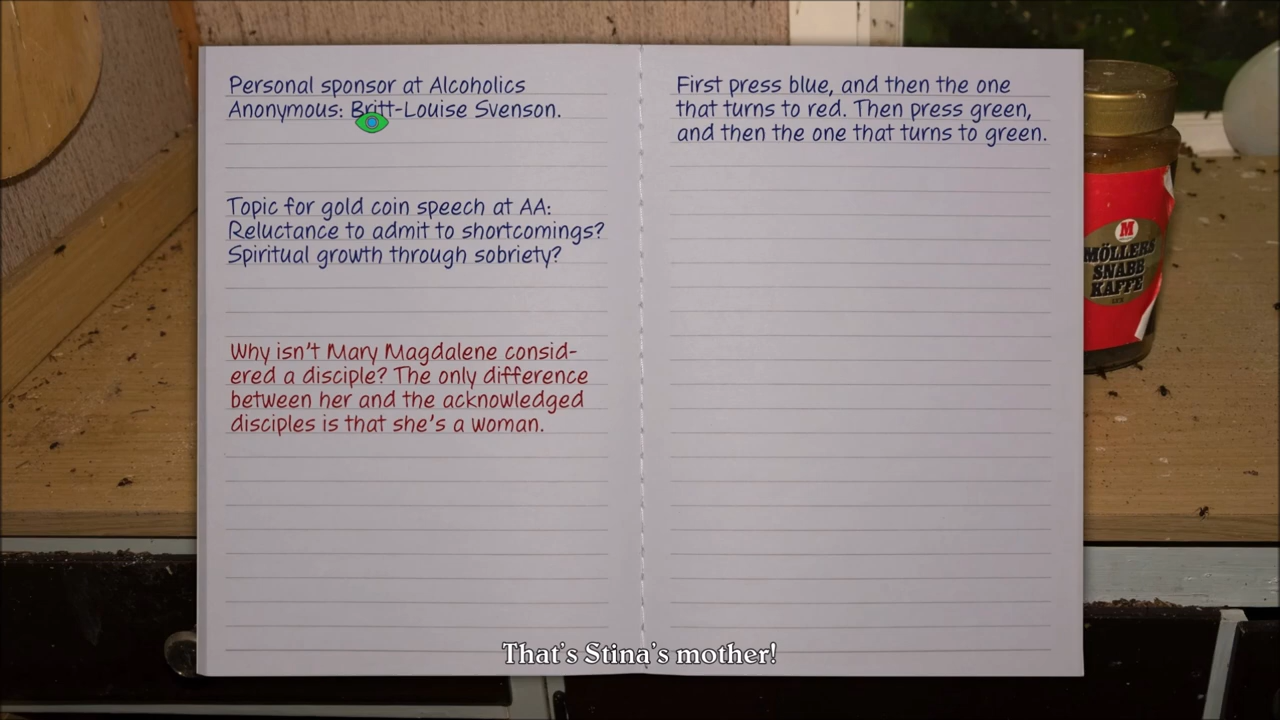 Personal sponsor at Alcoholics
Anonymous: Britt-Louise Svenson.
Topic for gold coin speech at AA:
Reluctance to admit to shortcomings?
Spiritual growth through sobriety?
Why isn't Mary Magdalene consid-
ered a disciple? The only difference
between her and the acknowledged
disciples is that she's a woman.
First press blue, and then the one
that turns to red. Then press green,
and then the one that turns to green.
M
MÖLLERS
SNABB
KAFFE
That's Stina's mother!